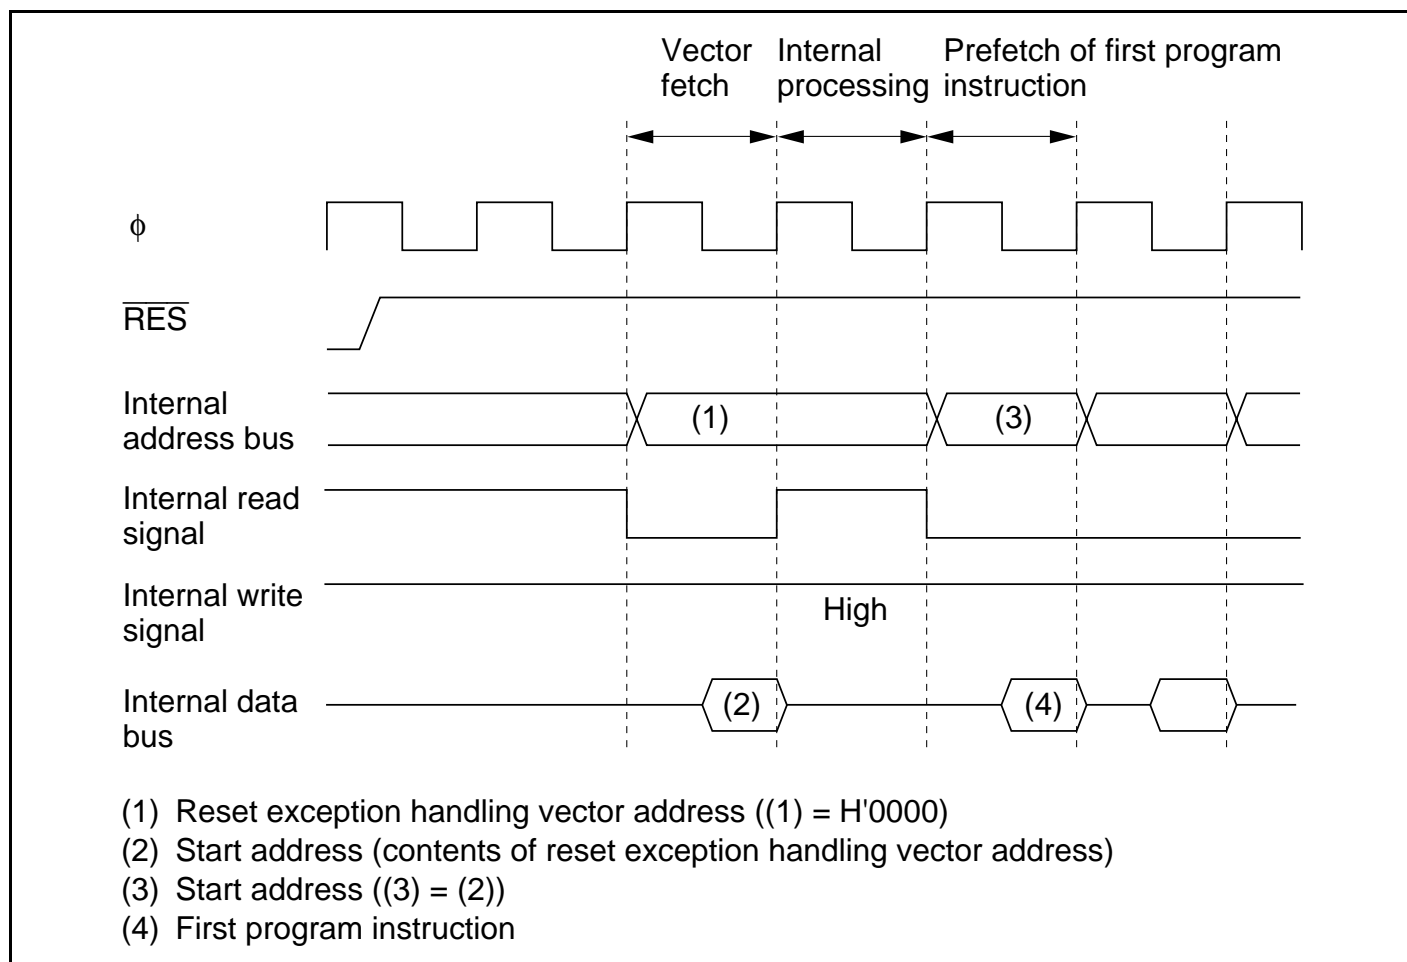 Vector fetch
Internal processing
Prefetch of first program instruction
ϕ
RES
Internal address bus
(1)
(3)
Internal read signal
Internal write signal
High
Internal data bus
(2)
(4)
(1) Reset exception handling vector address ((1) = H'0000)
(2) Start address (contents of reset exception handling vector address)
(3) Start address ((3) = (2))
(4) First program instruction